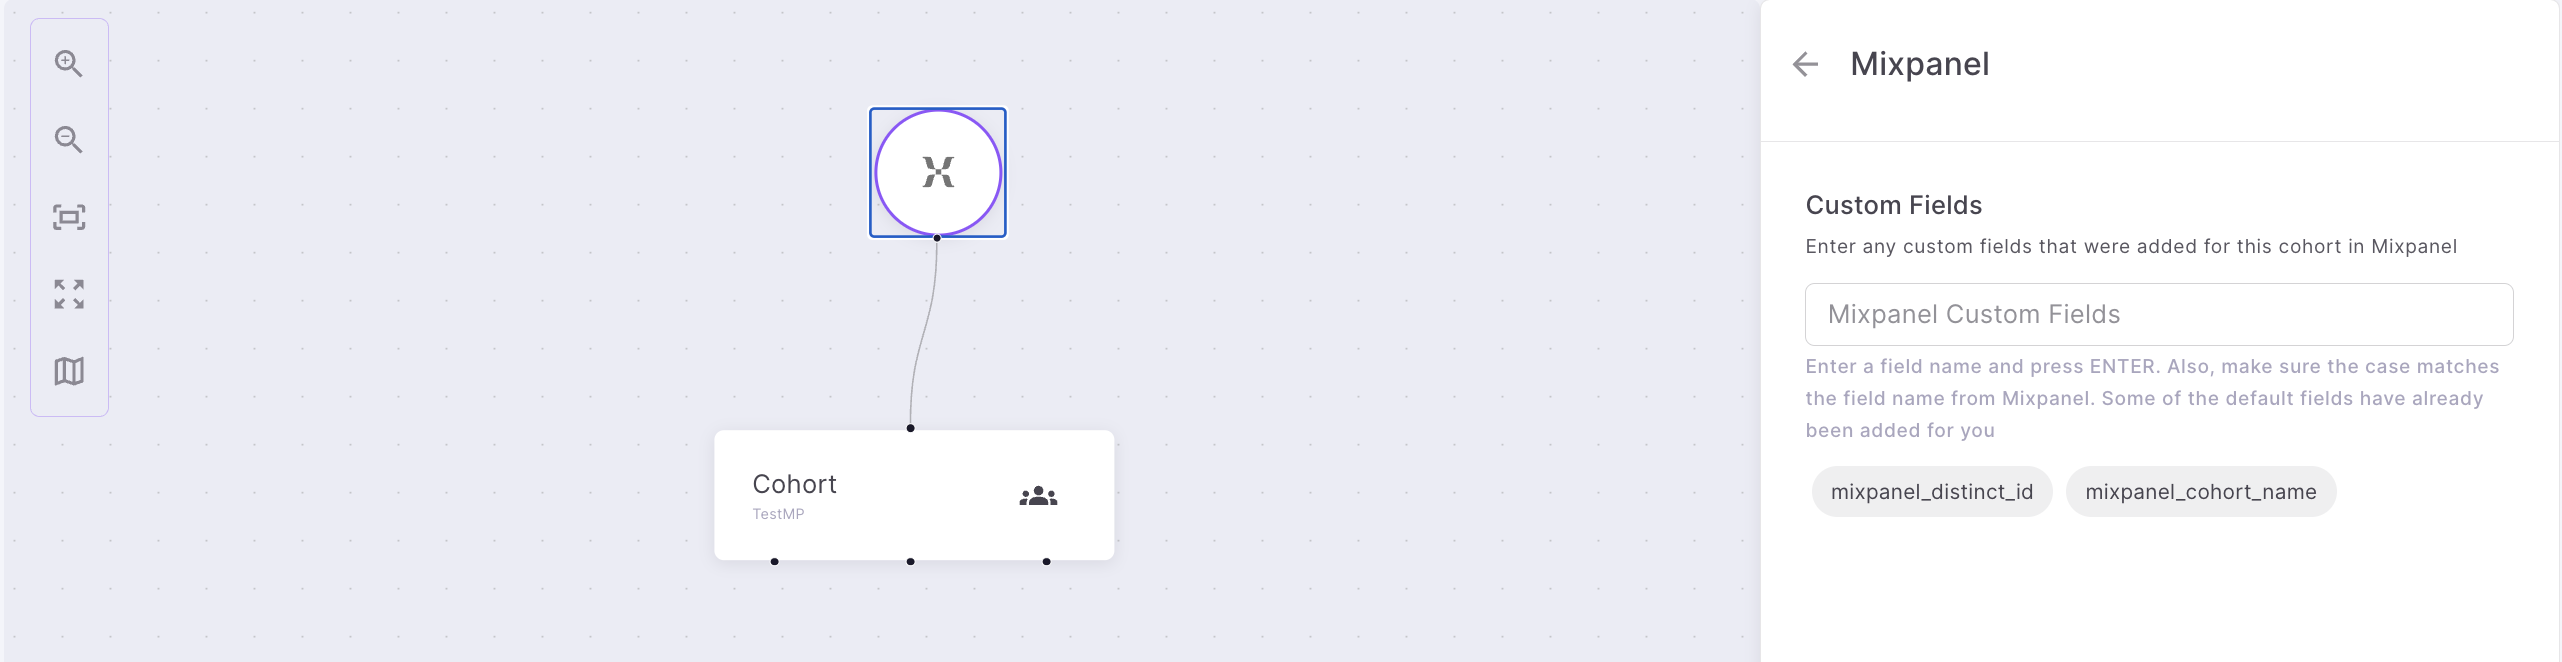 Mixpanel
Custom Fields
Enter any custom fields that were added for this cohort in Mixpanel
Mixpanel Custom Fields
Enter a field name and press ENTER. Also, make sure the case matches
the field name from Mixpanel. Some of the default fields have already
been added for you
mixpanel_distinct_id mixpanel_cohort_name
Cohort
TestMP